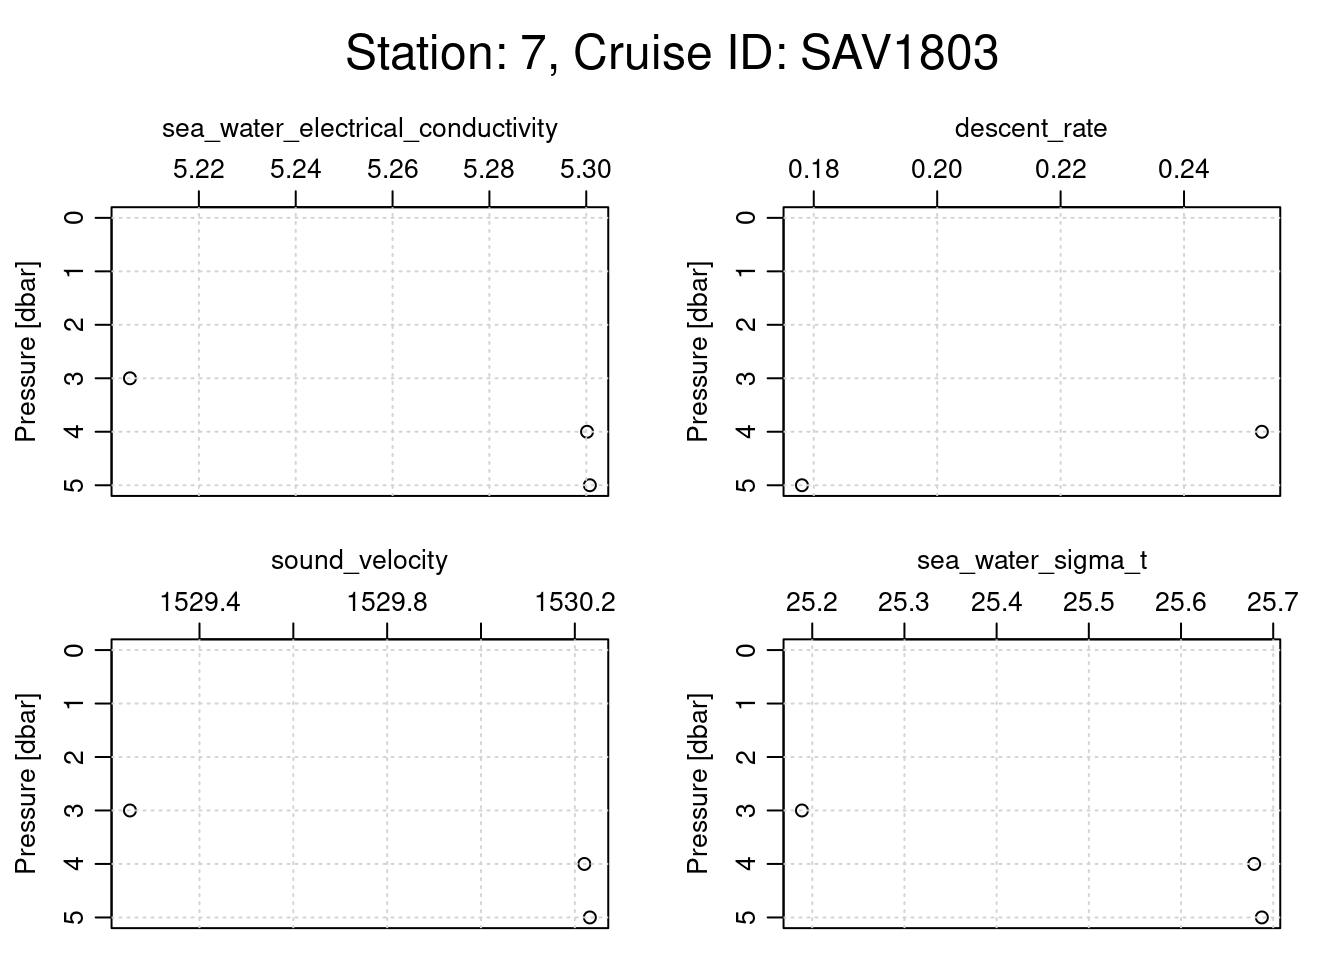 Station: 7, Cruise ID: SAV1803
sea_water_electrical_conductivity
5.22 5.24 5.26 5.28 5.30
Pressure [dbar]
0
1
2
3
4
5
descent_rate
0.18 0.20 0.22 0.24
Pressure [dbar]
0
1
2
3
4
5
sound_velocity
1529.4 1529.8 1530.2
Pressure [dbar]
0
1
2
3
4
5
sea_water_sigma_t
25.2 25.3 25.4 25.5 25.6 25.7
Pressure [dbar]
0
1
2
3
4
5